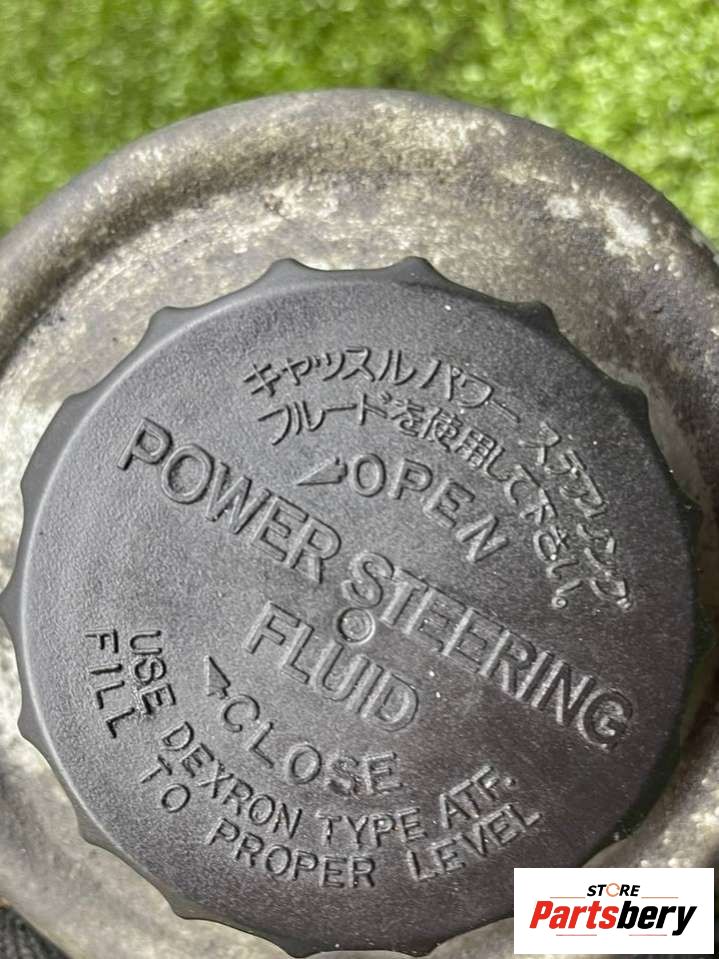 キャッスル パワー ステアリング
フルードを使用して下さい。
OPEN
POWER STEERING
FLUID
CLOSE
USE DEXRON TYPE ATF.
FILL TO PROPER LEVEL
STORE
Partsbery